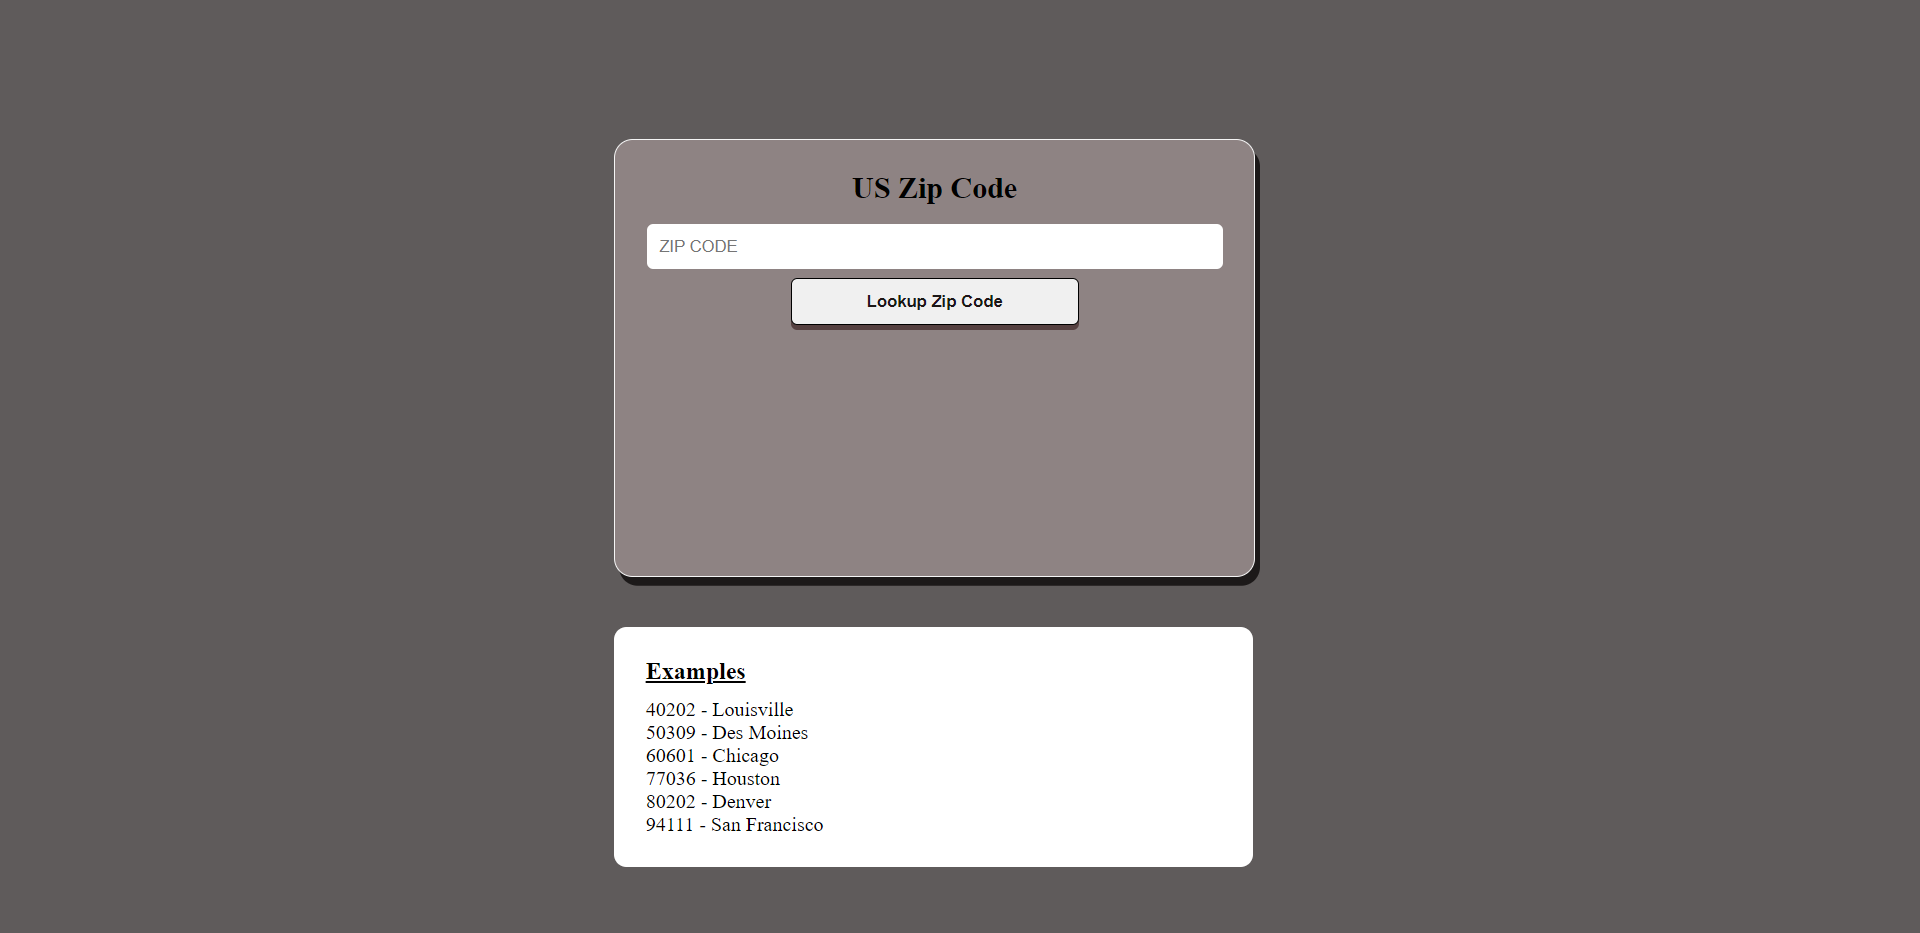 US Zip Code
ZIP CODE
Lookup Zip Code
Examples
40202 - Louisville
50309 - Des Moines
60601 - Chicago
77036 - Houston
80202 - Denver
94111 - San Francisco